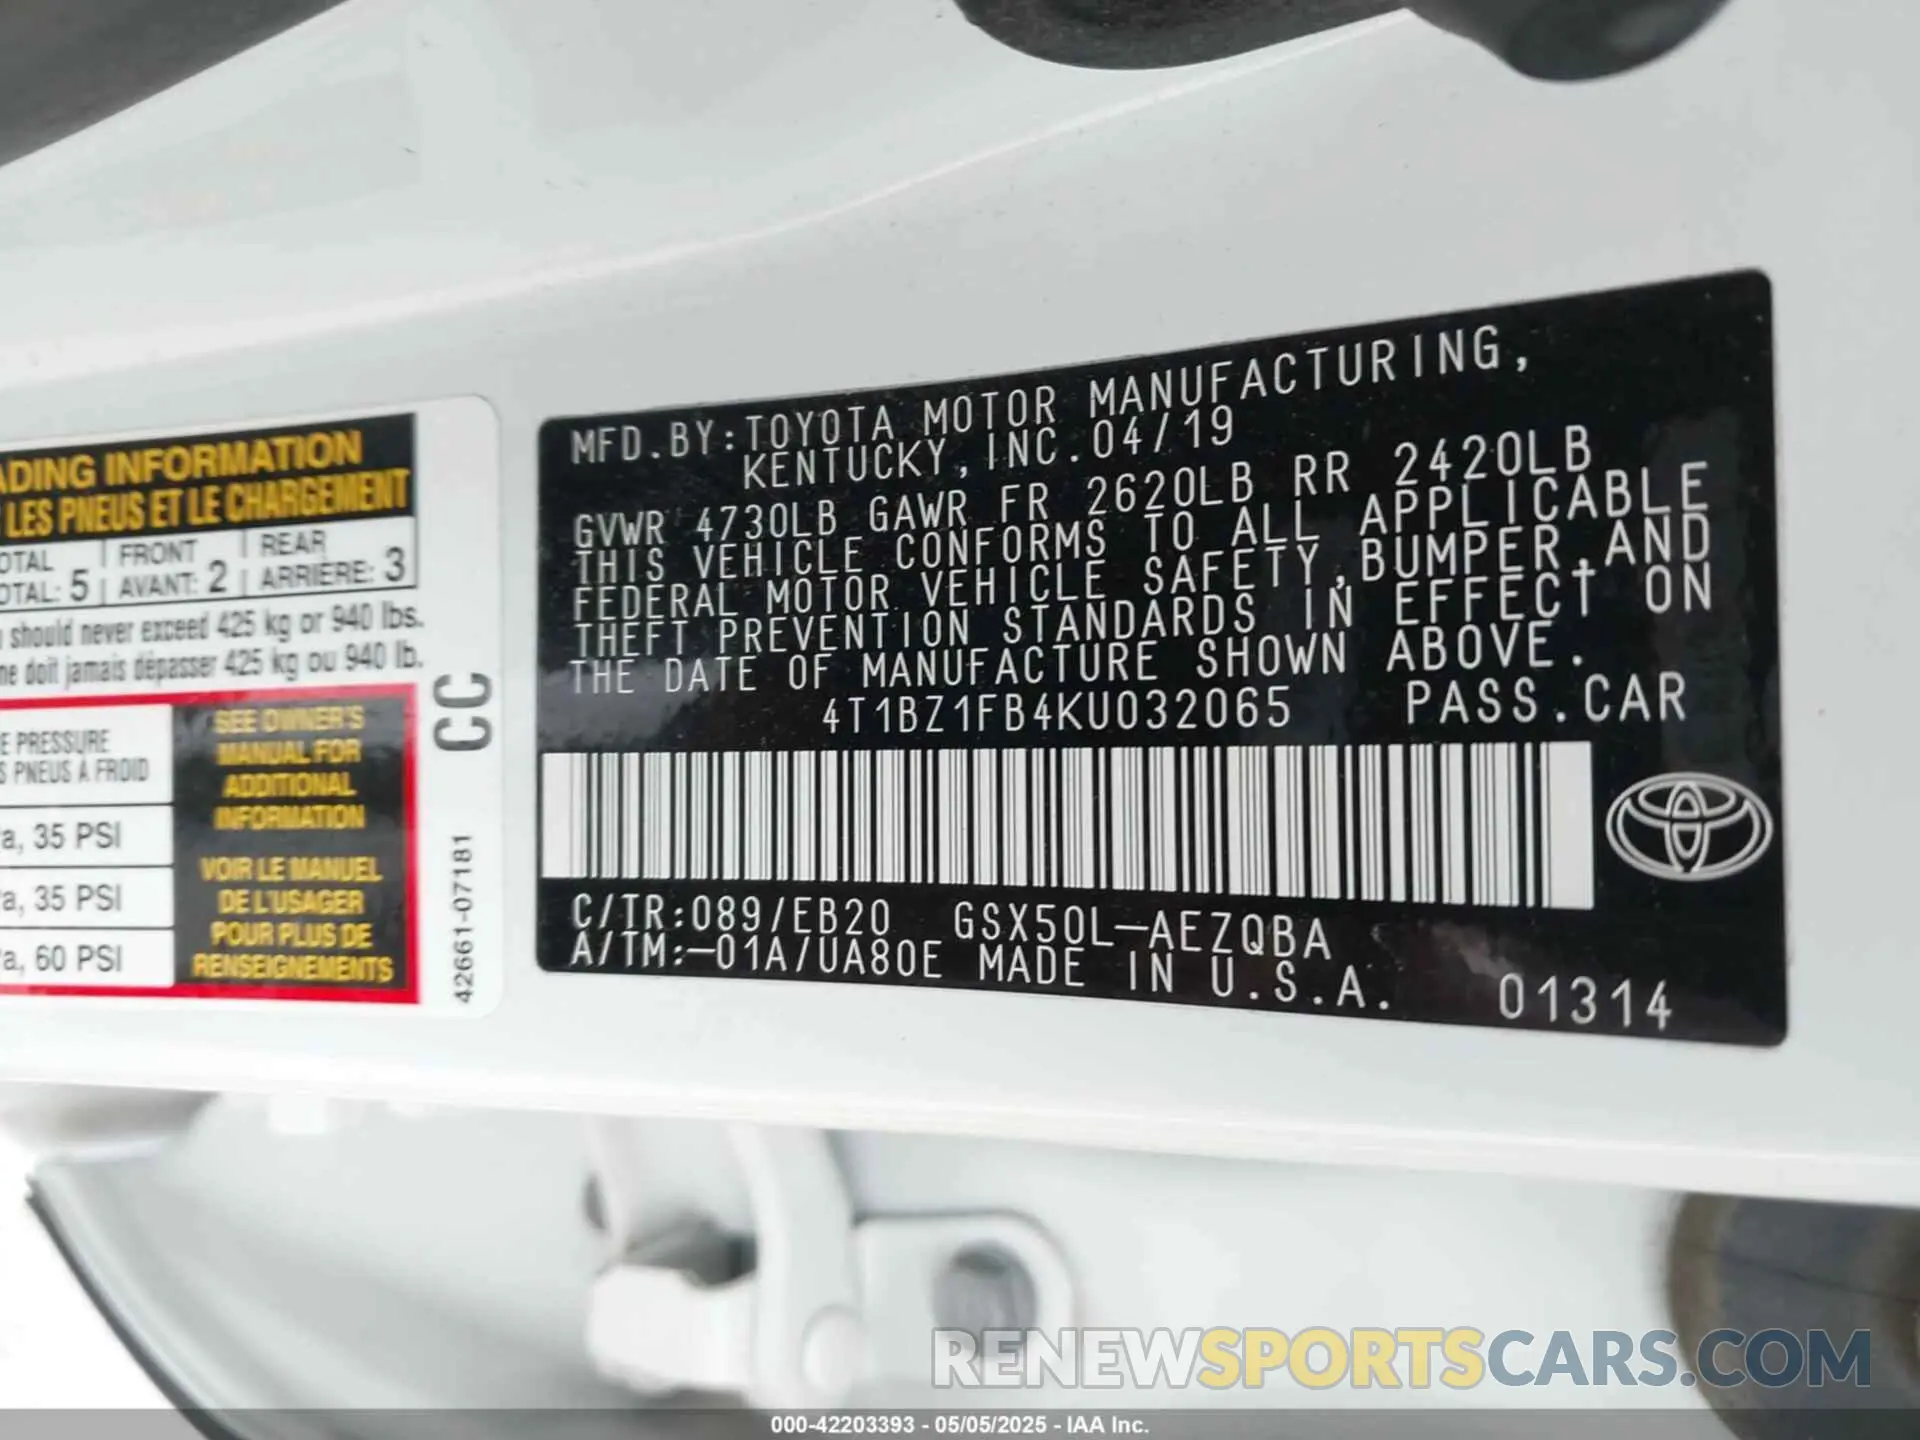 ADING INFORMATION
LES PNEUS ET LE CHARGEMENT
OTAL FRONT REAR
OTAL: 5 AVANT: 2 ARRIÈRE: 3
should never exceed 425 kg or 940 lbs.
ne doit jamais dépasser 425 kg ou 940 lb.
E PRESSURE
S PNEUS A FROID
a, 35 PSI
a, 35 PSI
a, 60 PSI
SEE OWNER'S
MANUAL FOR
ADDITIONAL
INFORMATION
VOIR LE MANUEL
DE L'USAGER
POUR PLUS DE
RENSEIGNEMENTS
CC
42661-07181
MFD.BY:TOYOTA MOTOR MANUFACTURING,
KENTUCKY,INC.04/19
GVWR 4730LB GAWR FR 2620LB RR 2420LB
THIS VEHICLE CONFORMS TO ALL APPLICABLE
FEDERAL MOTOR VEHICLE SAFETY,BUMPER,AND
THEFT PREVENTION STANDARDS IN EFFECT ON
THE DATE OF MANUFACTURE SHOWN ABOVE.
4T1BZ1FB4KU032065 PASS.CAR
C/TR:089/EB20 GSX50L-AEZQBA
A/TM:-01A/UA80E MADE IN U.S.A.
01314
RENEWSPORTSCARS.COM
000-42203393 - 05/05/2025 - IAA Inc.